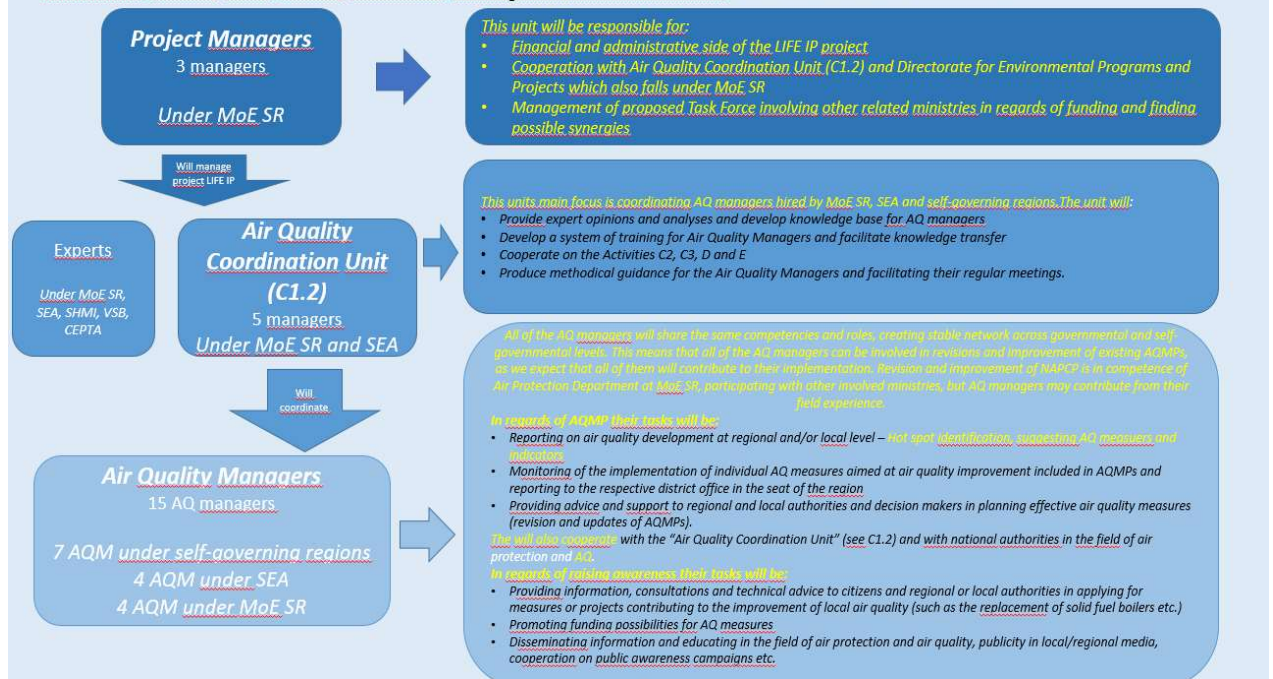 Project Managers
3 managers
Under MoE SR
This unit will be responsible for:
• Financial and administrative side of the LIFE IP project
• Cooperation with Air Quality Coordination Unit (C1.2) and Directorate for Environmental Programs and
Projects which also falls under MoE SR
• Management of proposed Task Force involving other related ministries in regards of funding and finding
possible synergies
Will manage
project LIFE IP
Experts
Under MoE SR,
SEA, SHMI, VSB,
CEPTA
Air Quality
Coordination Unit
(C1.2)
5 managers
Under MoE SR and SEA
This units main focus is coordinating AQ managers hired by MoE SR, SEA and self-governing regions.The unit will:
• Provide expert opinions and analyses and develop knowledge base for AQ managers
• Develop a system of training for Air Quality Managers and facilitate knowledge transfer
• Cooperate on the Activities C2, C3, D and E
• Produce methodical guidance for the Air Quality Managers and facilitating their regular meetings.
Will
coordinate
Air Quality Managers
15 AQ managers
7 AQM under self-governing regions
4 AQM under SEA
4 AQM under MoE SR
All of the AQ managers will share the same competencies and roles, creating stable network across governmental and self-
governmental levels. This means that all of the AQ managers can be involved in revisions and improvement of existing AQMPs,
as we expect that all of them will contribute to their implementation. Revision and improvement of NAPCP is in competence of
Air Protection Department at MoE SR, participating with other involved ministries, but AQ managers may contribute from their
field experience.
In regards of AQMP their tasks will be:
• Reporting on air quality development at regional and/or local level – Hot spot identification, suggesting AQ measuers and
indicators
• Monitoring of the implementation of individual AQ measures aimed at air quality improvement included in AQMPs and
reporting to the respective district office in the seat of the region
• Providing advice and support to regional and local authorities and decision makers in planning effective air quality measures
(revision and updates of AQMPs).
The will also cooperate with the “Air Quality Coordination Unit” (see C1.2) and with national authorities in the field of air
protection and AQ.
In regards of raising awareness their tasks will be:
• Providing information, consultations and technical advice to citizens and regional or local authorities in applying for
measures or projects contributing to the improvement of local air quality (such as the replacement of solid fuel boilers etc.)
• Promoting funding possibilities for AQ measures
• Disseminating information and educating in the field of air protection and air quality, publicity in local/regional media,
cooperation on public awareness campaigns etc.